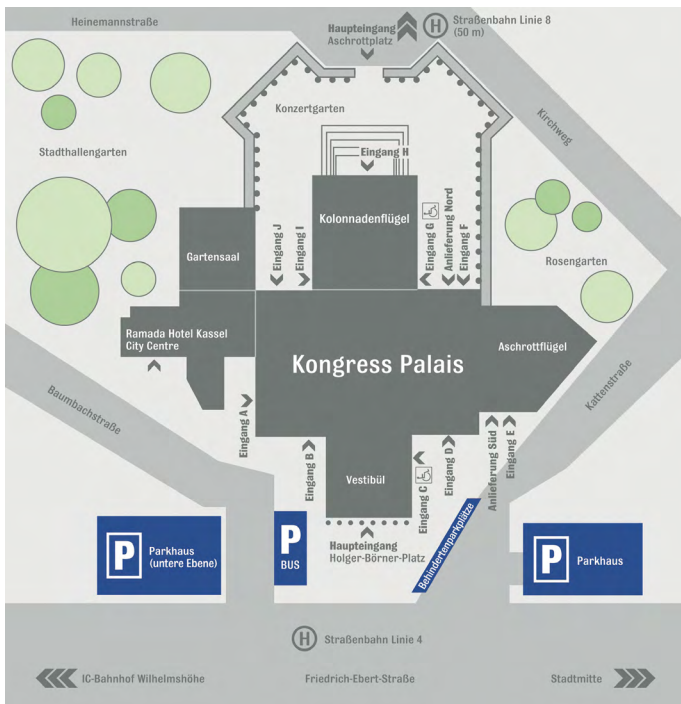 Heinemannstraße
Haupteingang
Aschrottplatz
H
Straßenbahn Linie 8
(50 m)
Kirchweg
Konzertgarten
Stadthallengarten
Eingang H
Kolonnadenflügel
Gartensaal
Eingang J
Eingang I
Eingang G
Anlieferung Nord
Eingang F
Rosengarten
Ramada Hotel Kassel
City Centre
Kongress Palais
Aschrottflügel
Kattenstraße
Baumbachstraße
Eingang A
Eingang B
Vestibül
Eingang C
Eingang D
Anlieferung Süd
Eingang E
Haupteingang
Holger-Börner-Platz
Behindertenparkplätze
P
Parkhaus
(untere Ebene)
P
BUS
P
Parkhaus
H
Straßenbahn Linie 4
IC-Bahnhof Wilhelmshöhe
Friedrich-Ebert-Straße
Stadtmitte